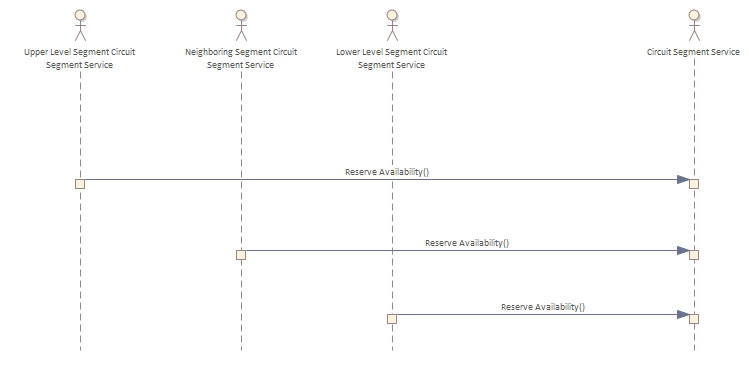 Upper Level Segment Circuit
Segment Service
Neighboring Segment Circuit
Segment Service
Lower Level Segment Circuit
Segment Service
Circuit Segment Service
Reserve Availability()
Reserve Availability()
Reserve Availability()